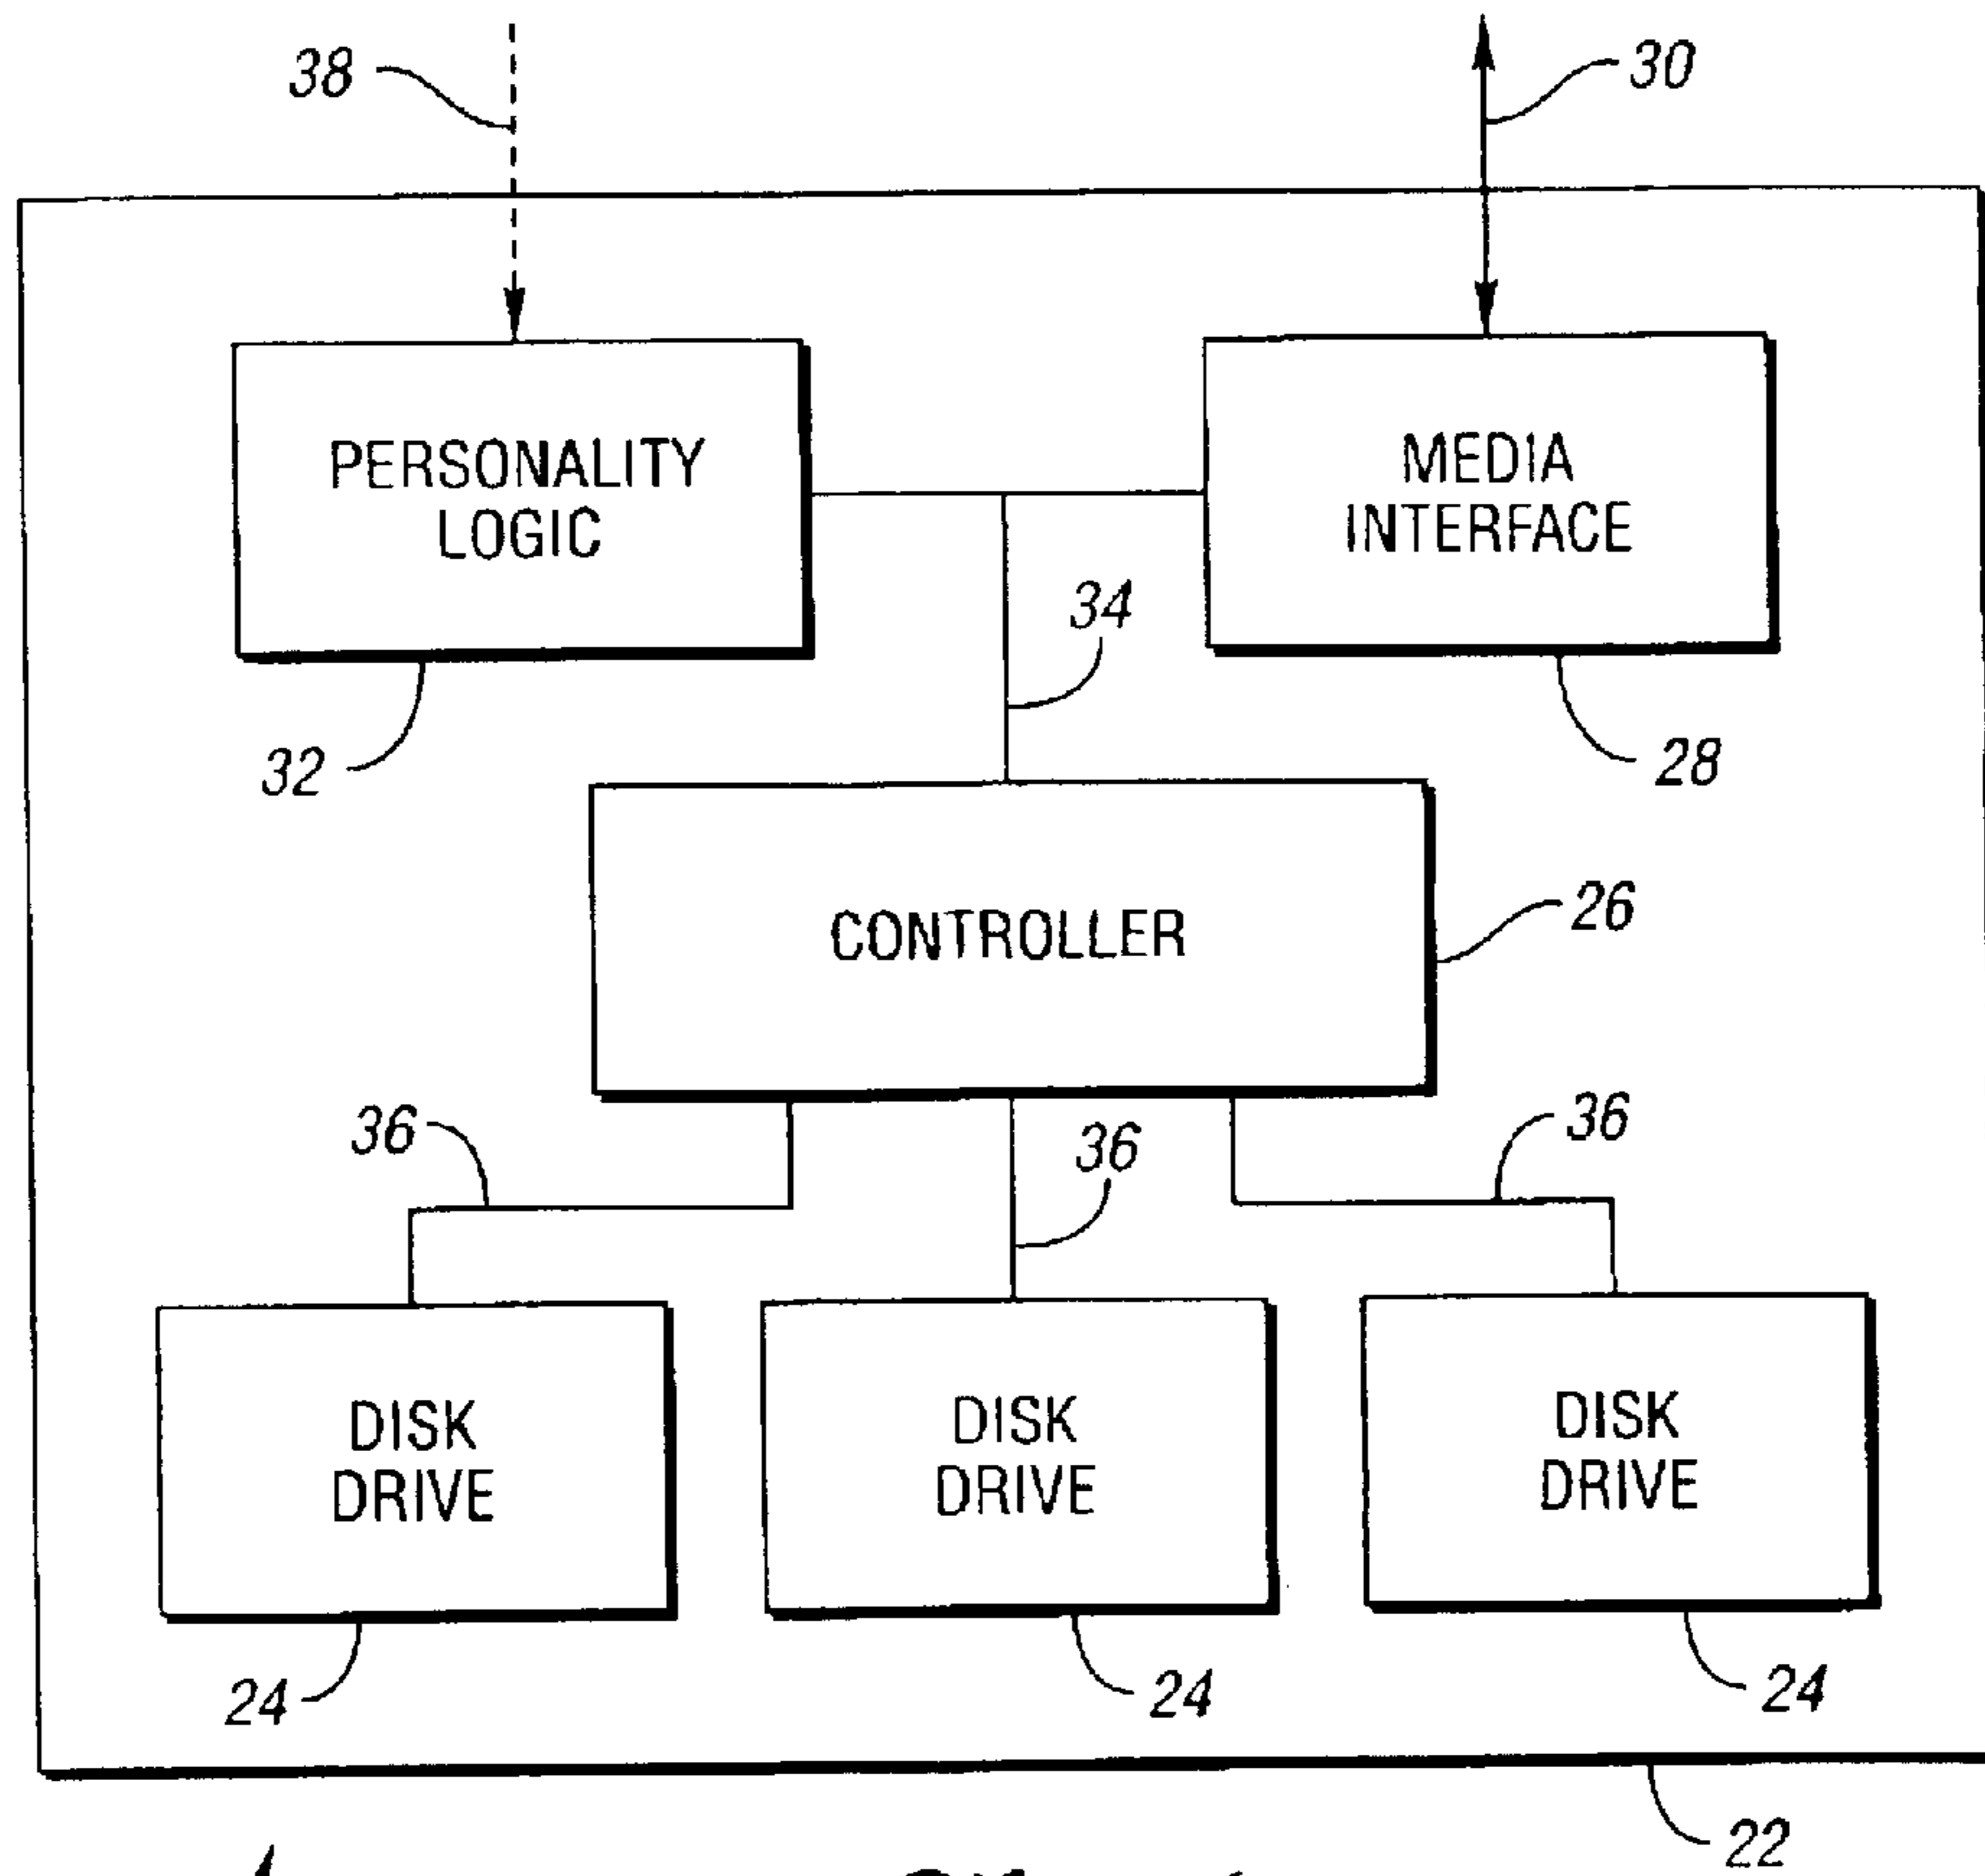 38
30
PERSONALITY
LOGIC
MEDIA
INTERFACE
34
32
28
CONTROLLER
26
36
36
36
DISK
DRIVE
DISK
DRIVE
DISK
DRIVE
24
24
24
22